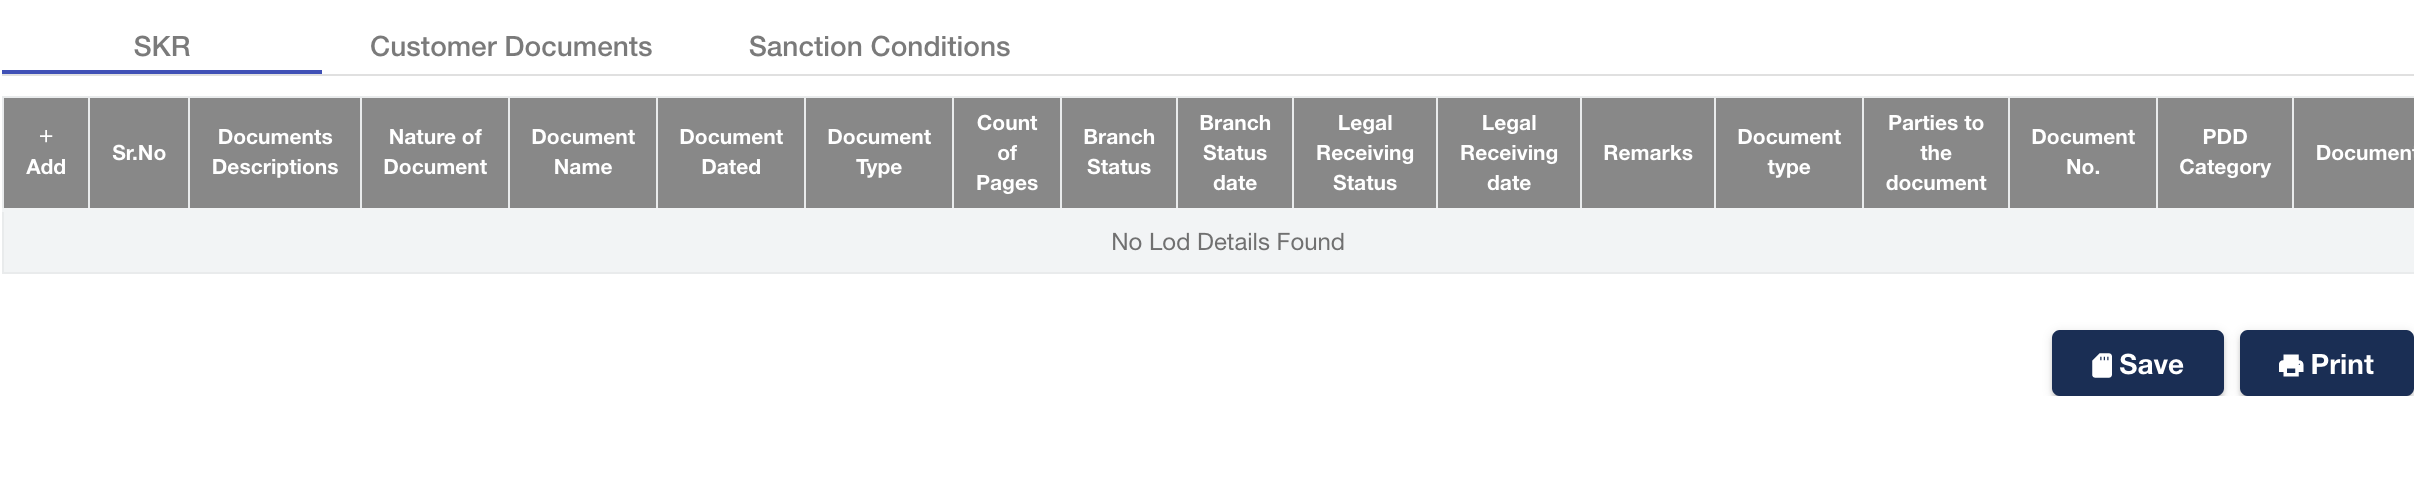 SKR Customer Documents Sanction Conditions
+
Add
Sr.No
Documents
Descriptions
Nature of
Document
Document
Name
Document
Dated
Document
Type
Count
of
Pages
Branch
Status
Branch
Status
date
Legal
Receiving
Status
Legal
Receiving
date
Remarks
Document
type
Parties to
the
document
Document
No.
PDD
Category
Document
No Lod Details Found
Save Print